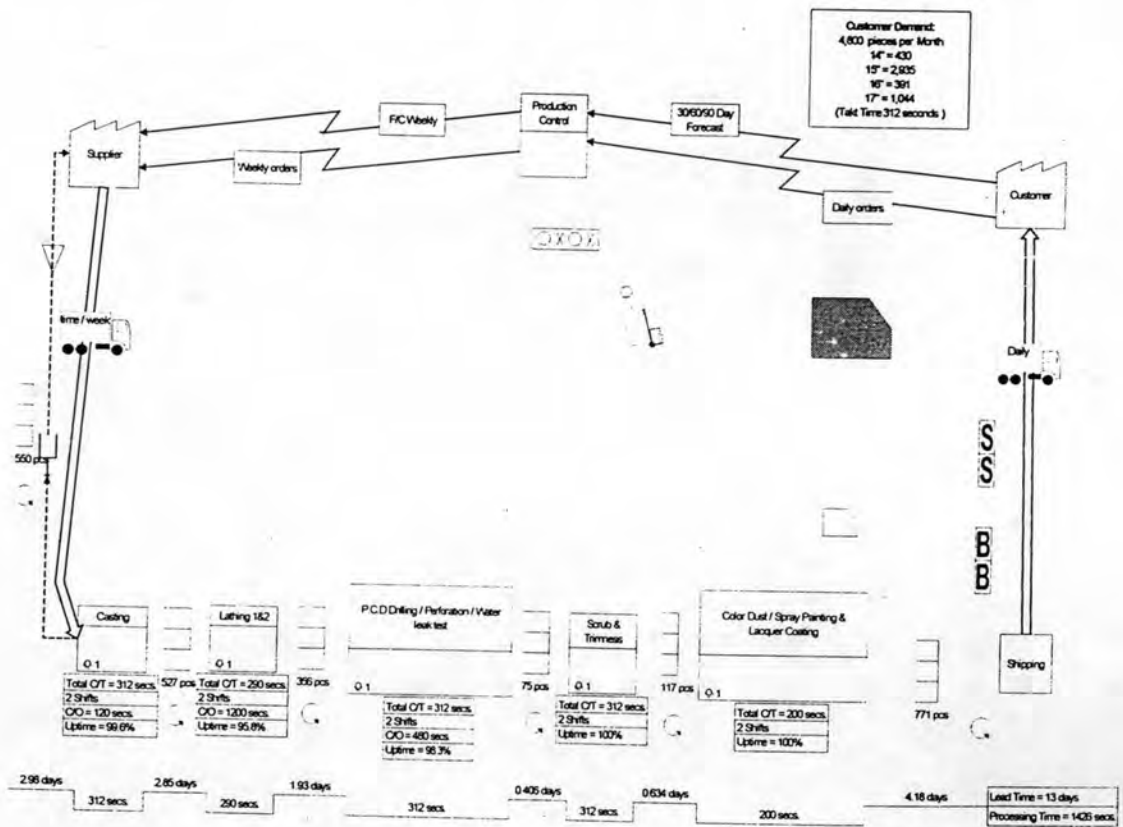 Customer Demand:
4,800 pieces per Month
14" = 430
15" = 2,935
16" = 391
17" = 1,044
(Takt Time 312 seconds )
Production
Control
F/C Weekly
30/60/90 Day
Forecast
Supplier
Weekly orders
Daily orders
Customer
OXOX
time / week
Daily
550 pcs
S
S
B
B
Casting
1
Total C/T = 312 secs.
2 Shifts
C/O = 120 secs.
Uptime = 99.6%
527 pcs
Lathing 1&2
1
Total C/T = 290 secs.
2 Shifts
C/O = 1200 secs.
Uptime = 95.8%
356 pcs
P.C.D Drilling / Perforation / Water
leak test
1
Total C/T = 312 secs.
2 Shifts
C/O = 480 secs.
Uptime = 98.3%
75 pcs
Scrub &
Trimness
1
Total C/T = 312 secs.
2 Shifts
Uptime = 100%
117 pcs
Color Dust / Spray Painting &
Lacquer Coating
1
Total C/T = 200 secs.
2 Shifts
Uptime = 100%
771 pcs
Shipping
2.98 days
312 secs.
2.85 days
290 secs.
1.93 days
312 secs.
0.405 days
312 secs.
0.634 days
200 secs.
4.18 days
Lead Time = 13 days
Processing Time = 1426 secs.